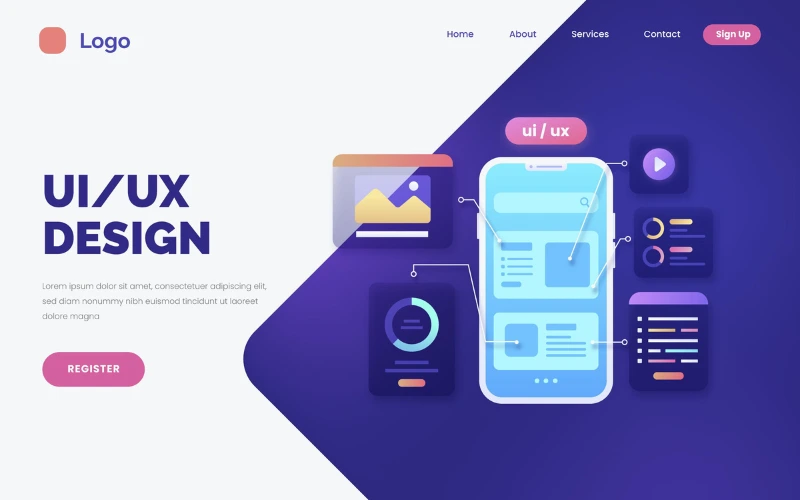 Logo
Home
About
Services
Contact
Sign Up
ui / ux
UI/UX
DESIGN
Lorem ipsum dolor sit amet, consectetuer adipiscing elit,
sed diam nonummy nibh euismod tincidunt ut laoreet
dolore magna
REGISTER